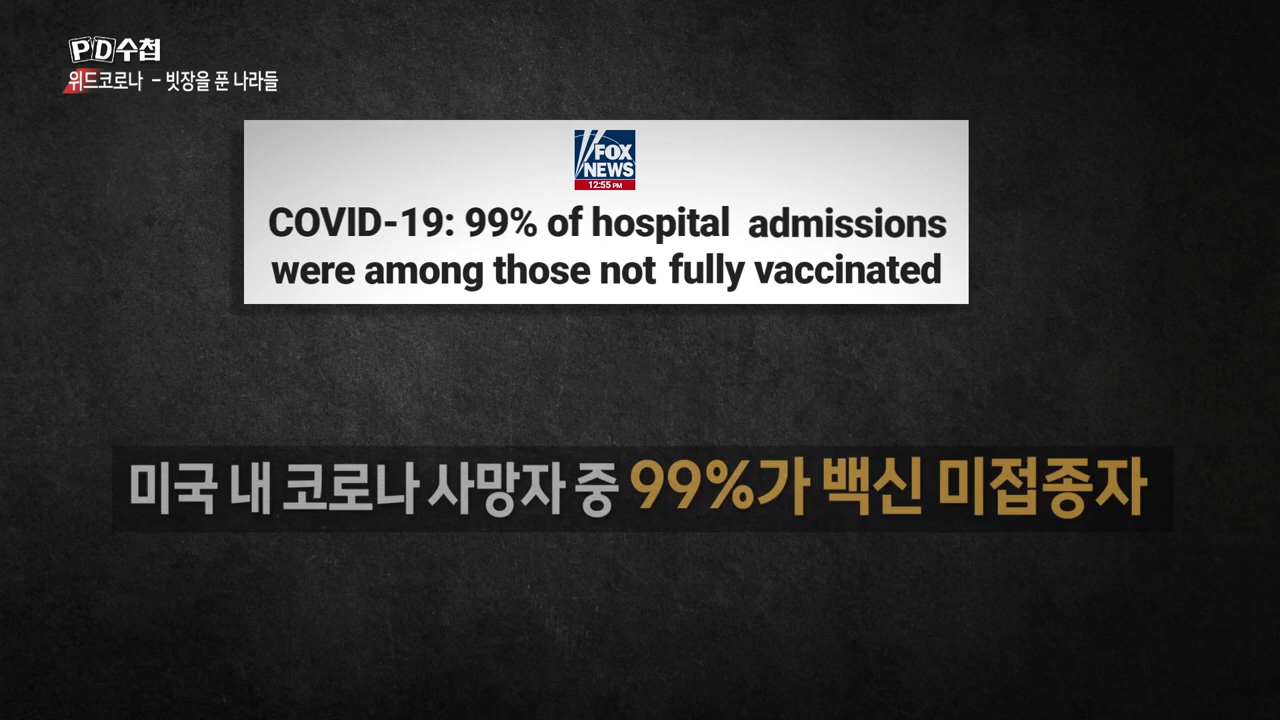 PD수첩
위드코로나 - 빗장을 푼 나라들
FOX
NEWS
12:55 PM
COVID-19: 99% of hospital admissions
were among those not fully vaccinated
미국 내 코로나 사망자 중 99%가 백신 미접종자